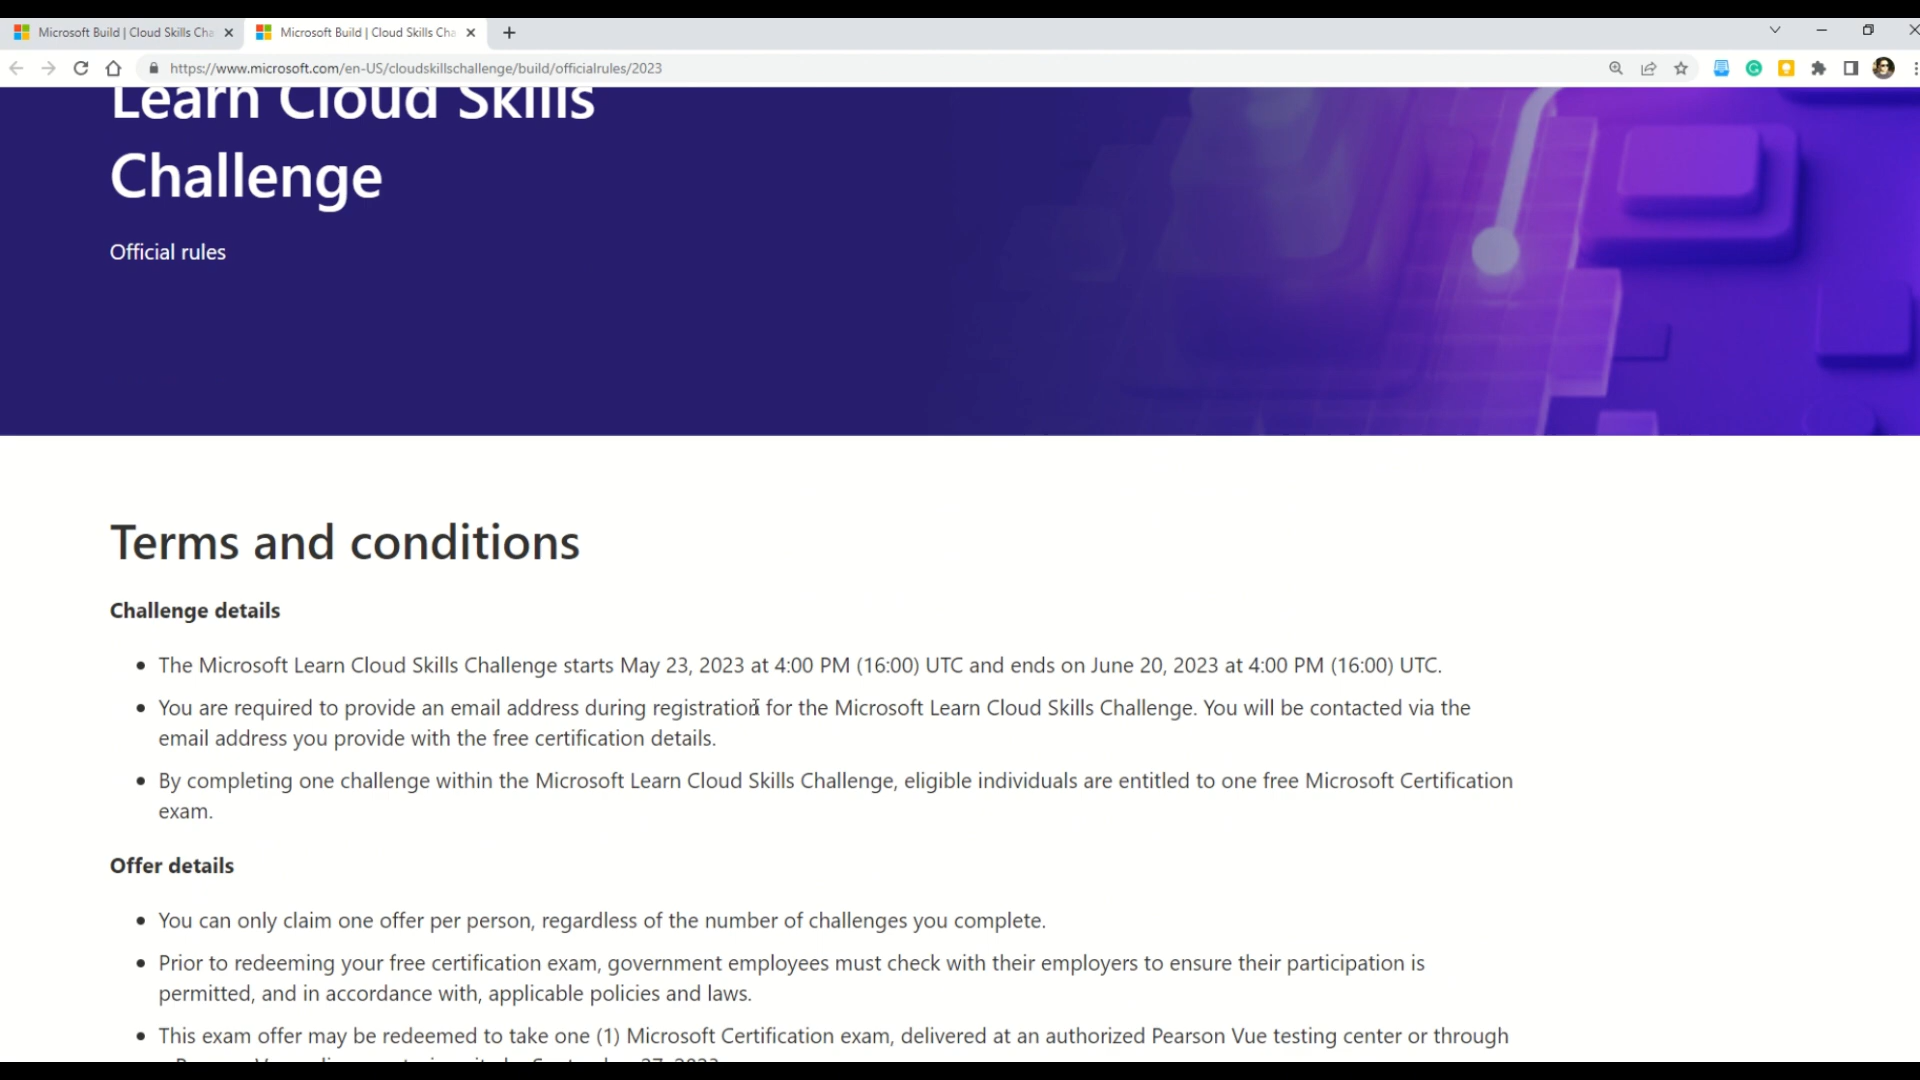 Microsoft Build | Cloud Skills Cha
Microsoft Build | Cloud Skills Cha
https://www.microsoft.com/en-US/cloudskillschallenge/build/officialrules/2023
Learn Cloud Skills
Challenge
Official rules
Terms and conditions
Challenge details
The Microsoft Learn Cloud Skills Challenge starts May 23, 2023 at 4:00 PM (16:00) UTC and ends on June 20, 2023 at 4:00 PM (16:00) UTC.
You are required to provide an email address during registration for the Microsoft Learn Cloud Skills Challenge. You will be contacted via the
email address you provide with the free certification details.
By completing one challenge within the Microsoft Learn Cloud Skills Challenge, eligible individuals are entitled to one free Microsoft Certification
exam.
Offer details
You can only claim one offer per person, regardless of the number of challenges you complete.
Prior to redeeming your free certification exam, government employees must check with their employers to ensure their participation is
permitted, and in accordance with, applicable policies and laws.
This exam offer may be redeemed to take one (1) Microsoft Certification exam, delivered at an authorized Pearson Vue testing center or through